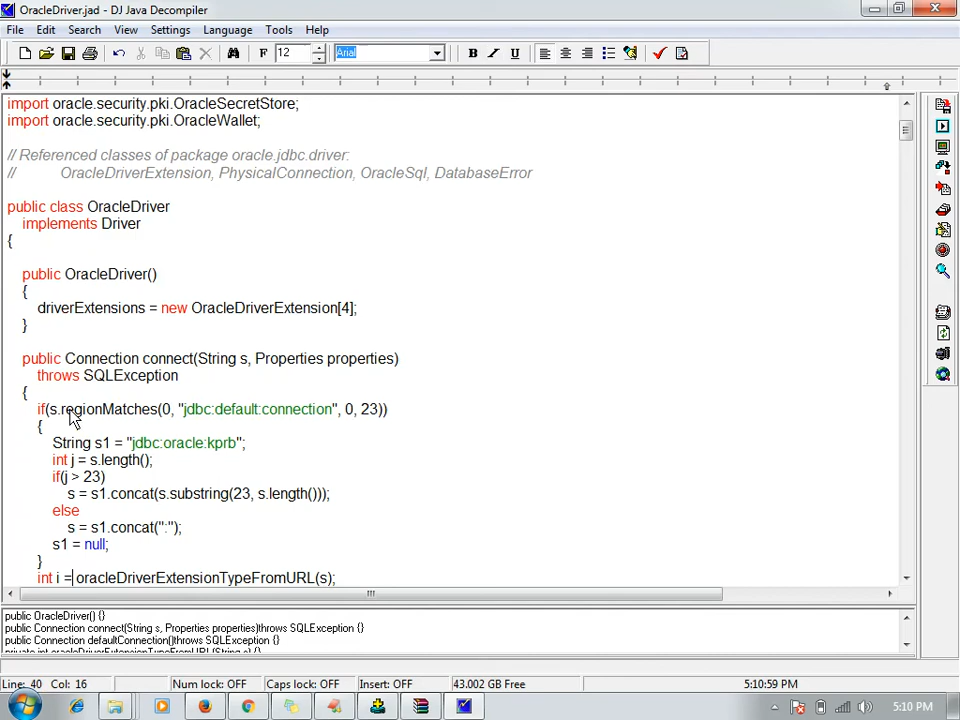 OracleDriver.jad - DJ Java Decompiler
File Edit Search View Settings Language Tools Help
F 12 Arial B I U
import oracle.security.pki.OracleSecretStore;
import oracle.security.pki.OracleWallet;
// Referenced classes of package oracle.jdbc.driver:
// OracleDriverExtension, PhysicalConnection, OracleSql, DatabaseError
public class OracleDriver
implements Driver
{
public OracleDriver()
{
driverExtensions = new OracleDriverExtension[4];
}
public Connection connect(String s, Properties properties)
throws SQLException
{
if(s.regionMatches(0, "jdbc:default:connection", 0, 23))
{
String s1 = "jdbc:oracle:kprb";
int j = s.length();
if(j > 23)
s = s1.concat(s.substring(23, s.length()));
else
s = s1.concat(":");
s1 = null;
}
int i = oracleDriverExtensionTypeFromURL(s);
public OracleDriver() {}
public Connection connect(String s, Properties properties)throws SQLException {}
public Connection defaultConnection()throws SQLException {}
private int oracleDriverExtensionTypeFromURL(String s) {}
Line: 40 Col: 16 Num lock: OFF Caps lock: OFF Insert: OFF 43.002 GB Free 5:10:59 PM
5:10 PM